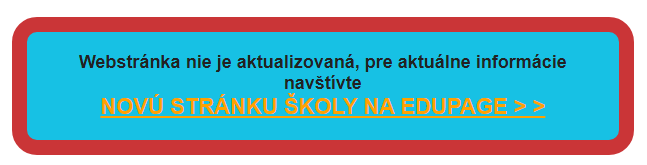 Webstránka nie je aktualizovaná, pre aktuálne informácie
navštívte
NOVÚ STRÁNKU ŠKOLY NA EDUPAGE > >